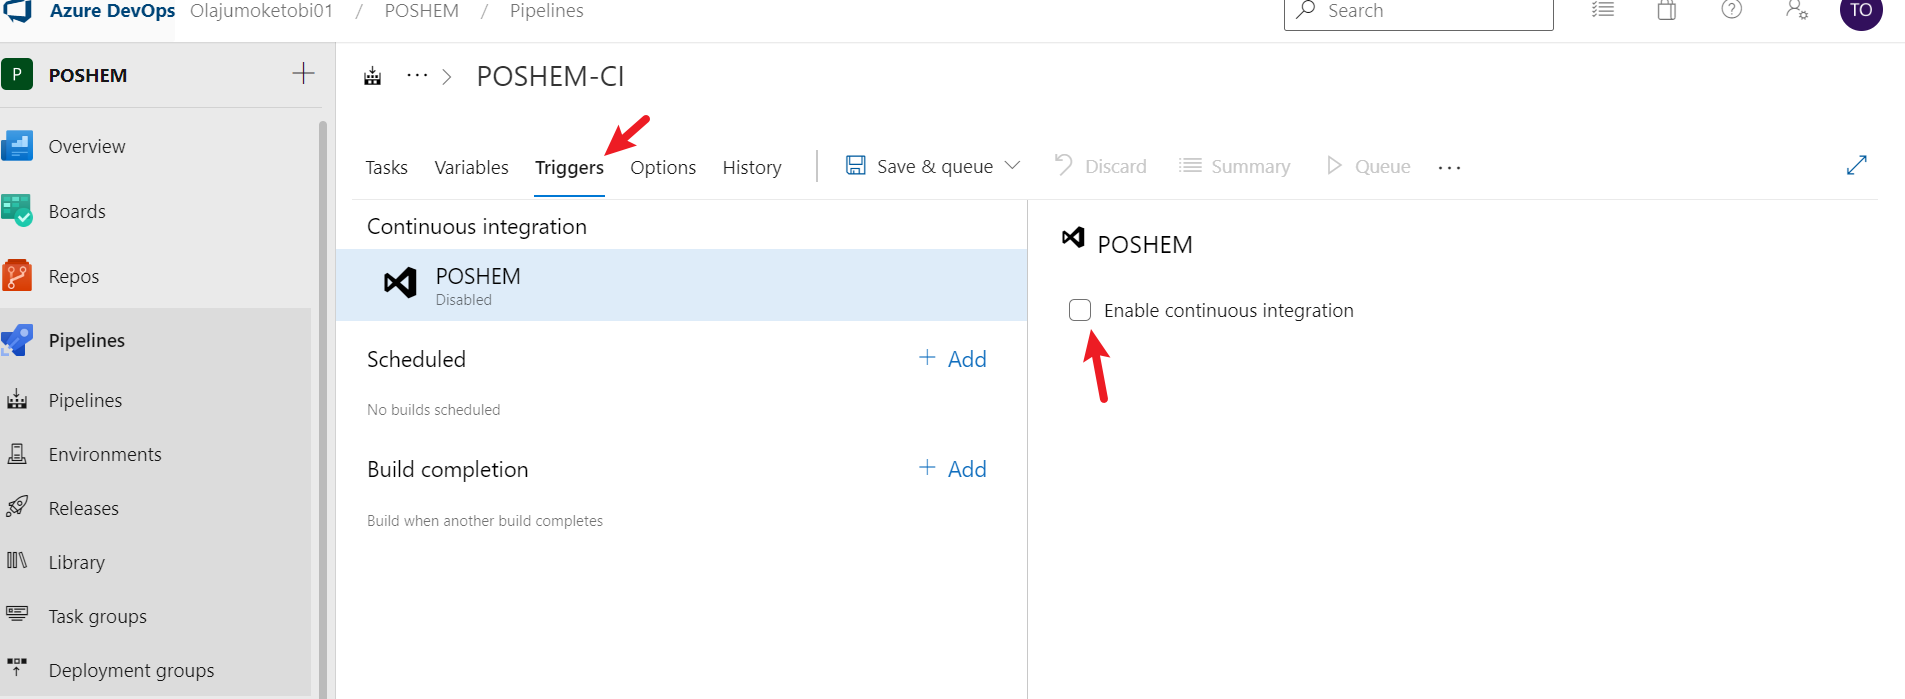 Azure DevOps Olajumoketobi01 / POSHEM / Pipelines
Search
TO
P POSHEM
Overview
Boards
Repos
Pipelines
Pipelines
Environments
Releases
Library
Task groups
Deployment groups
POSHEM-CI
Tasks Variables Triggers Options History Save & queue Discard Summary Queue
Continuous integration
POSHEM
Disabled
Scheduled + Add
No builds scheduled
Build completion + Add
Build when another build completes
POSHEM
Enable continuous integration